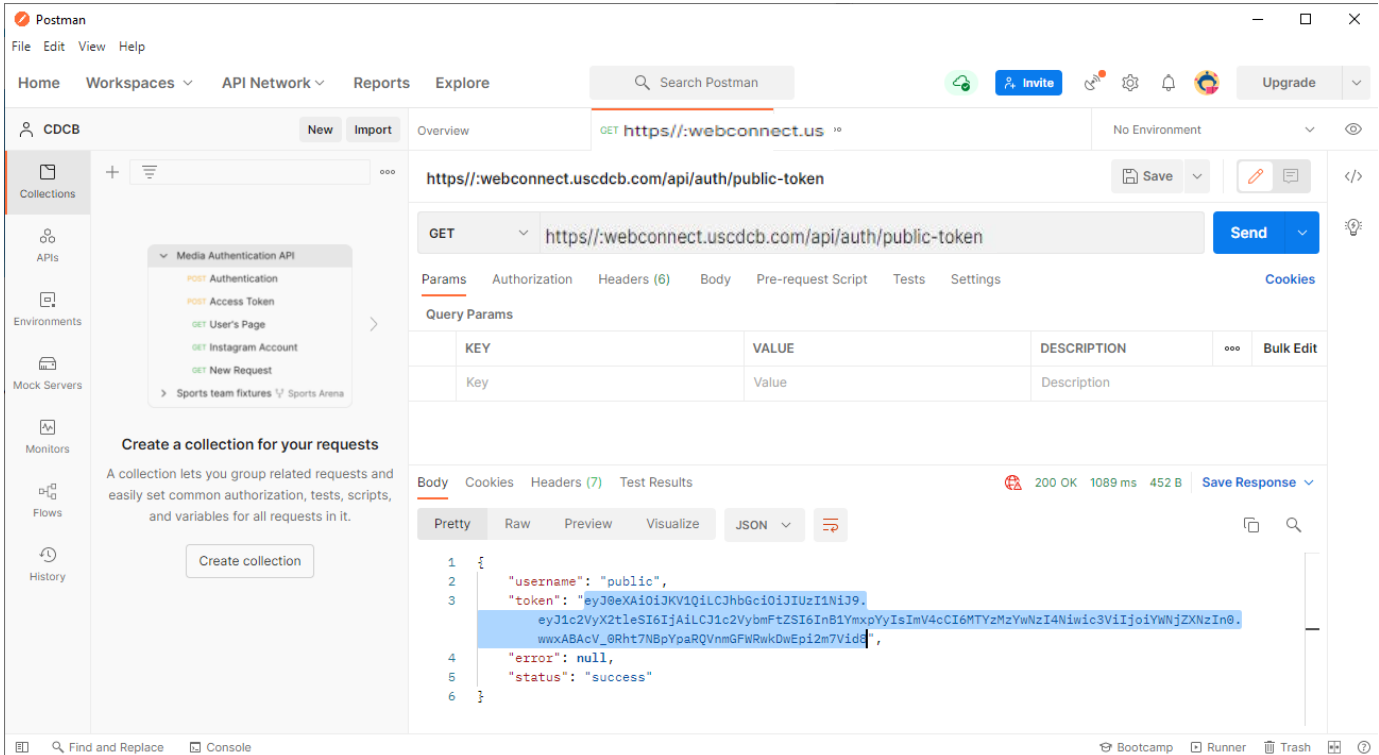 Postman
File Edit View Help
Home Workspaces API Network Reports Explore Search Postman Invite Upgrade
CDCB New Import Overview GET https//:webconnect.us No Environment
Collections
https//:webconnect.uscdcb.com/api/auth/public-token Save
GET https//:webconnect.uscdcb.com/api/auth/public-token Send
APIs
Params Authorization Headers (6) Body Pre-request Script Tests Settings Cookies
Environments
Query Params
KEY VALUE DESCRIPTION Bulk Edit
Key Value Description
Mock Servers
Media Authentication API
POST Authentication
POST Access Token
GET User's Page
GET Instagram Account
GET New Request
Sports team fixtures Sports Arena
Monitors
Create a collection for your requests
A collection lets you group related requests and
easily set common authorization, tests, scripts,
and variables for all requests in it.
Create collection
Flows
History
Body Cookies Headers (7) Test Results 200 OK 1089 ms 452 B Save Response
Pretty Raw Preview Visualize JSON
1 {
2 "username": "public",
3 "token": "eyJ0eXAiOiJKV1QiLCJhbGciOiJIUzI1NiJ9.
eyJ1c2VyX2tleSI6IjAiLCJ1c2VybmFtZSI6InB1YmxpYyIsImV4cCI6MTYzMzYwNzI4Niwic3ViIjoiYWNjZXNzIn0.
wwxABAcV_0Rht7NBpYpaRQVnmGFWRwkDwEpi2m7Vid8",
4 "error": null,
5 "status": "success"
6 }
Find and Replace Console Bootcamp Runner Trash